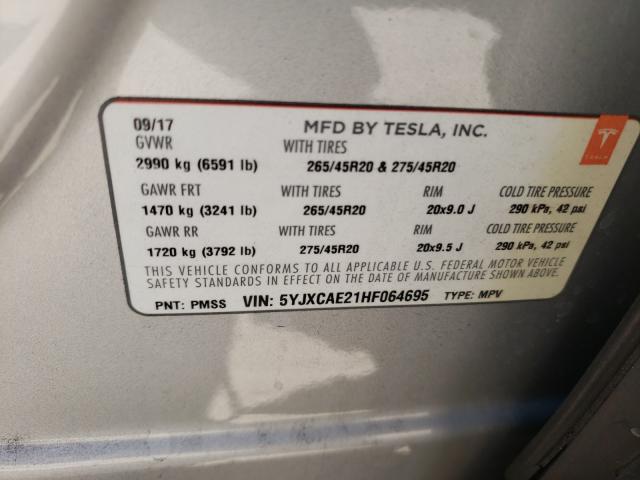 09/17 MFD BY TESLA, INC.
GVWR WITH TIRES
2990 kg (6591 lb) 265/45R20 & 275/45R20
GAWR FRT WITH TIRES RIM COLD TIRE PRESSURE
1470 kg (3241 lb) 265/45R20 20x9.0 J 290 kPa, 42 psi
GAWR RR WITH TIRES RIM COLD TIRE PRESSURE
1720 kg (3792 lb) 275/45R20 20x9.5 J 290 kPa, 42 psi
THIS VEHICLE CONFORMS TO ALL APPLICABLE U.S. FEDERAL MOTOR VEHICLE
SAFETY STANDARDS IN EFFECT ON THE DATE OF MANUFACTURE SHOWN ABOVE.
PNT: PMSS VIN: 5YJXCAE21HF064695 TYPE: MPV
TESLA